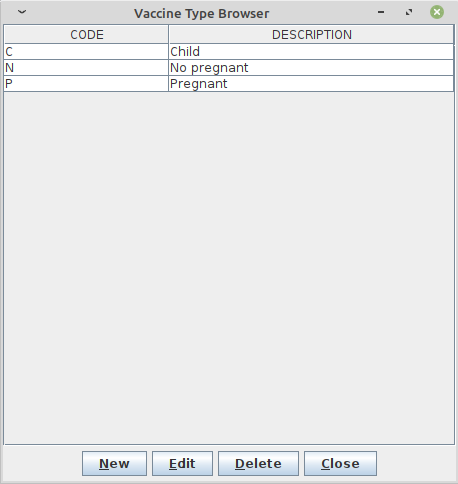 Vaccine Type Browser
CODE DESCRIPTION
C Child
N No pregnant
P Pregnant
New Edit Delete Close